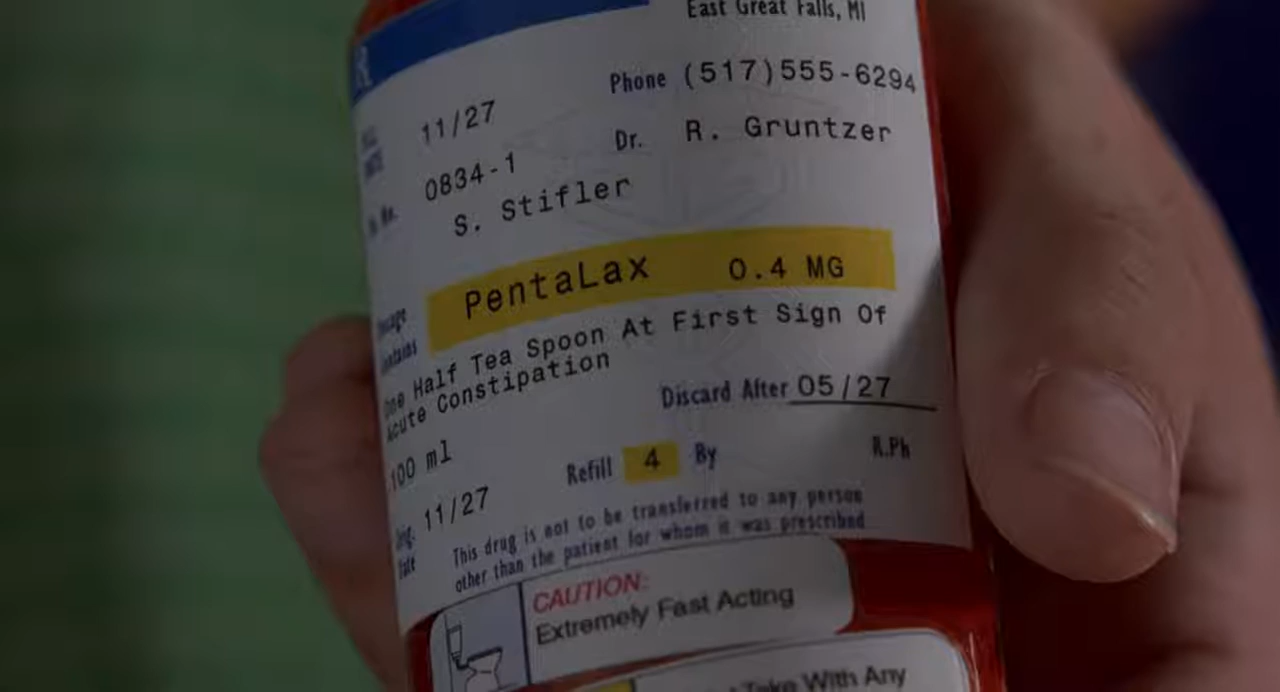 East Great Falls, MI
Phone (517)555-6294
11/27
Dr. R. Gruntzer
0834-1
S. Stifler
PentaLax 0.4 MG
One Half Tea Spoon At First Sign Of
Acute Constipation
Discard After 05/27
100 ml
Refill 4 By R.Ph
11/27
This drug is not to be transferred to any person
other than the patient for whom it was prescribed
CAUTION:
Extremely Fast Acting
Take With Any